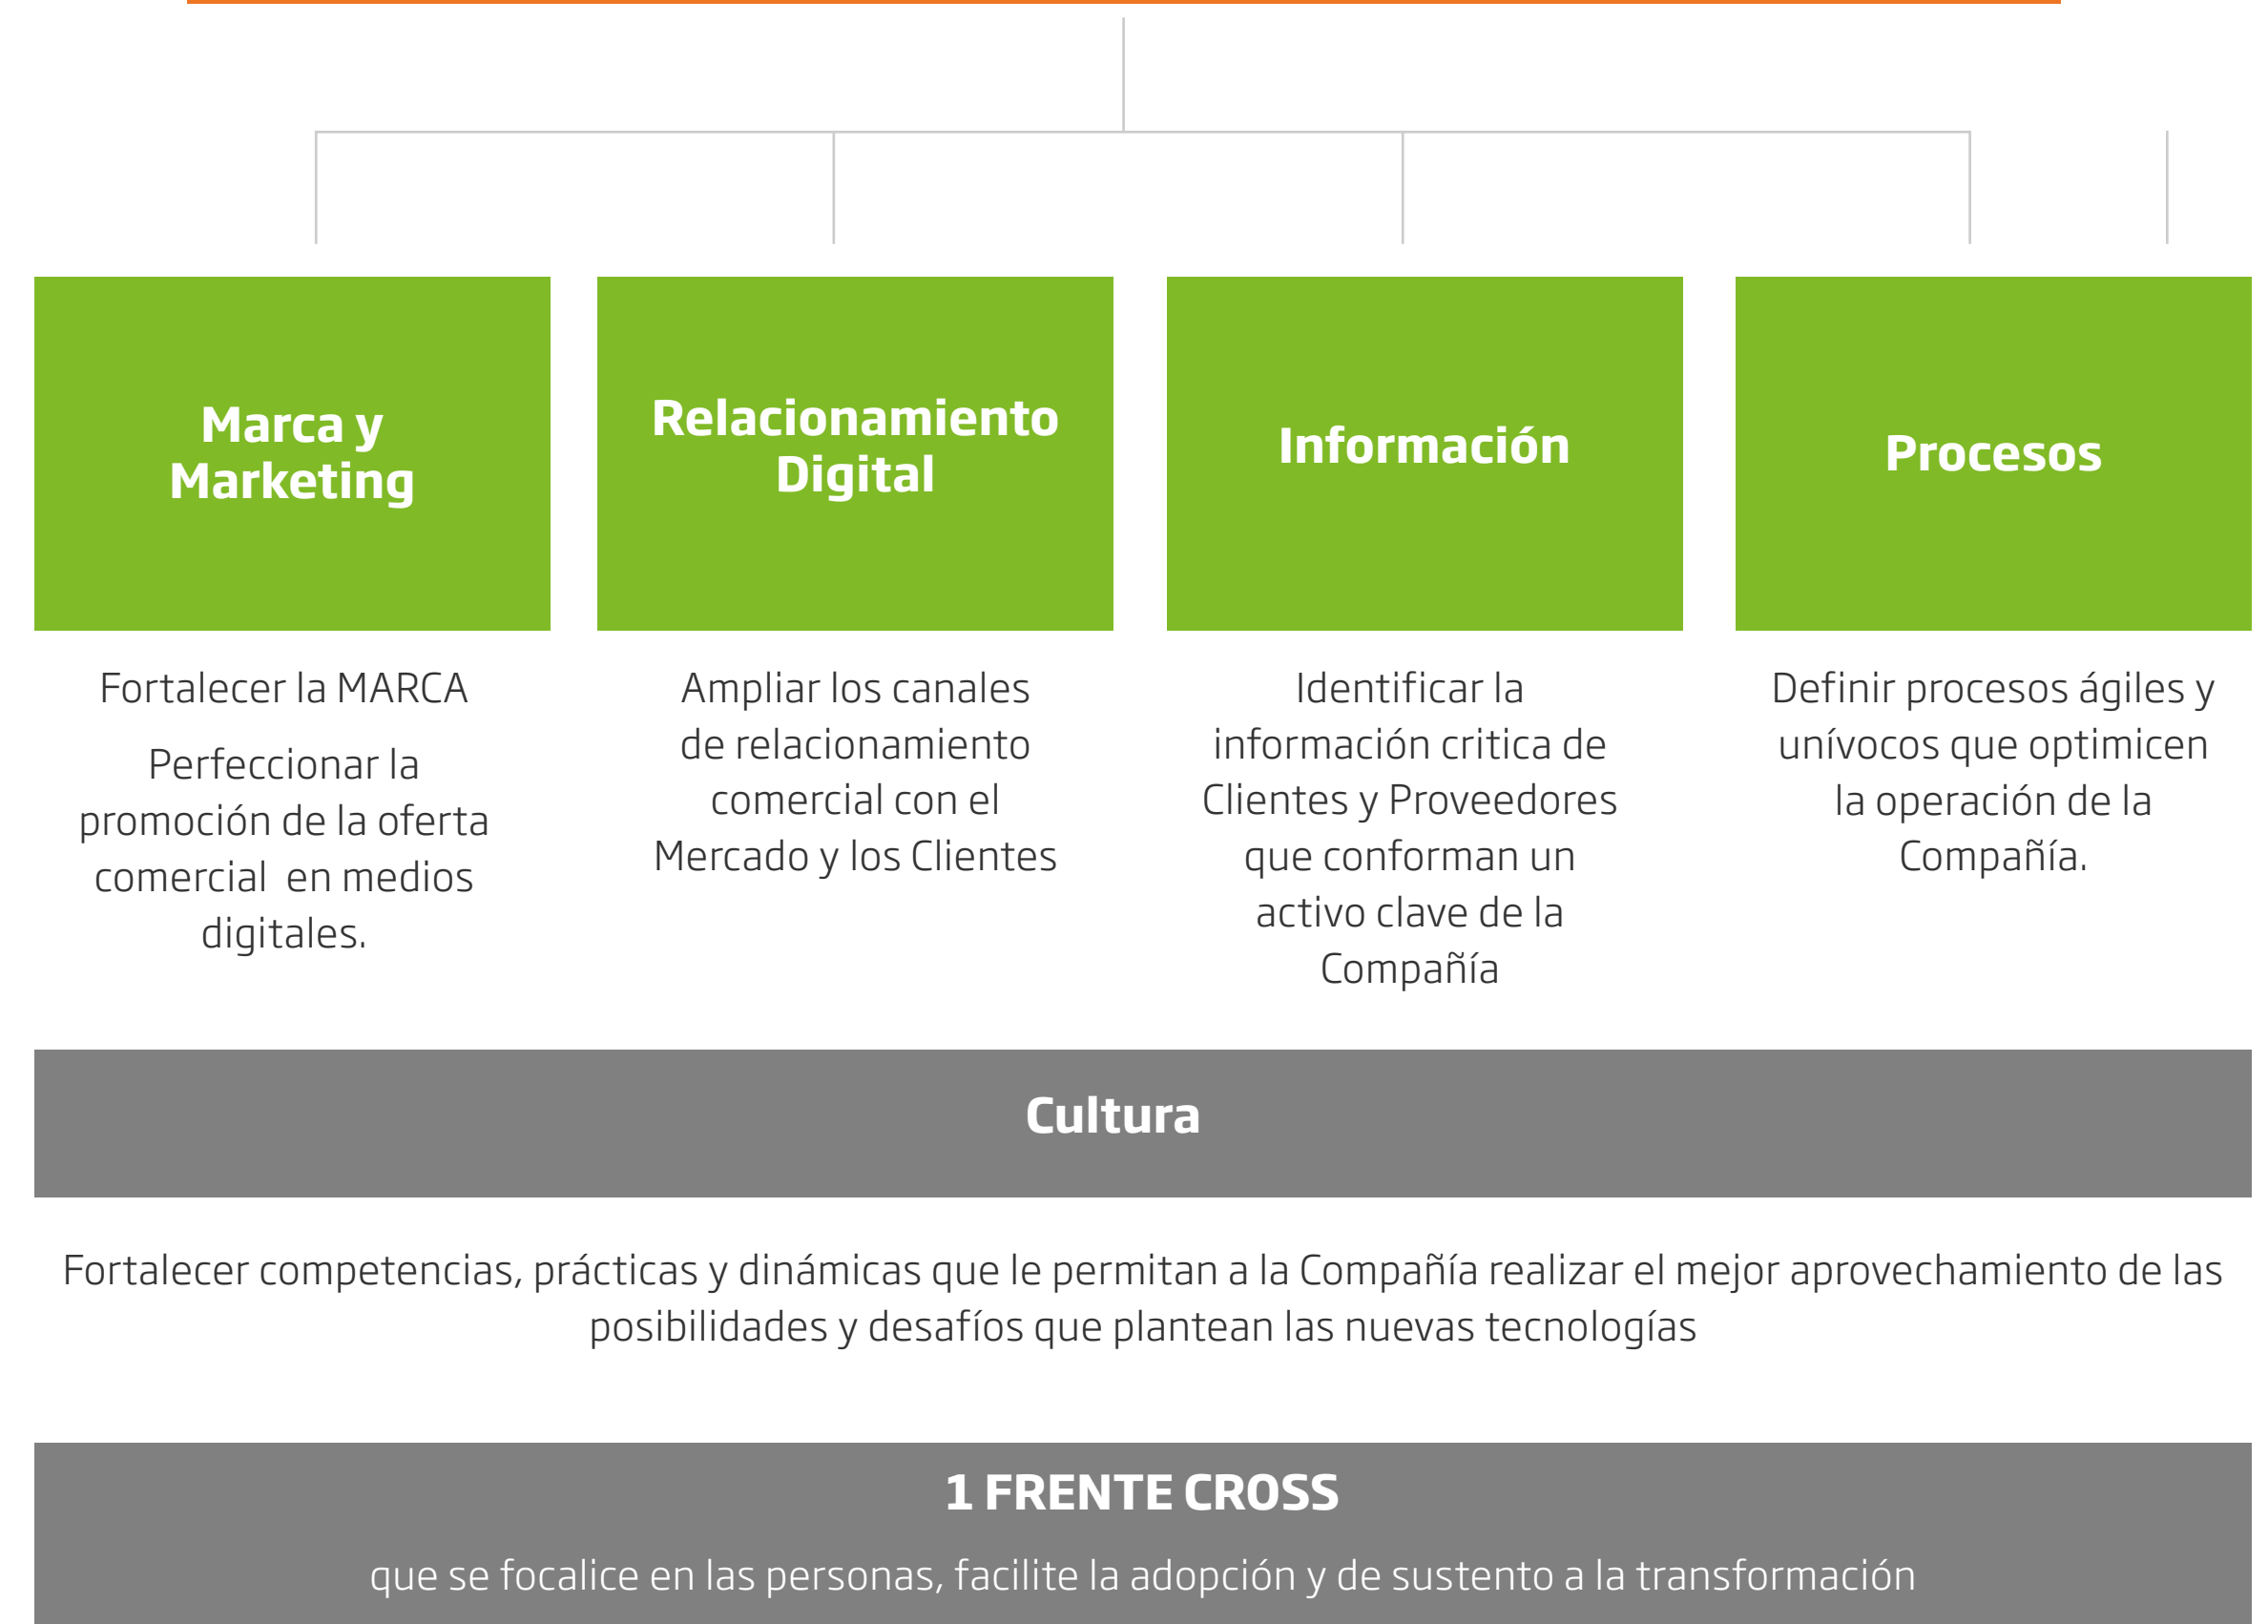 Marca y
Marketing
Relacionamiento
Digital
Información
Procesos
Fortalecer la MARCA
Perfeccionar la
promoción de la oferta
comercial  en medios
digitales.
Ampliar los canales
de relacionamiento
comercial con el
Mercado y los Clientes
Identificar la
información critica de
Clientes y Proveedores
que conforman un
activo clave de la
Compañía
Definir procesos ágiles y
unívocos que optimicen
la operación de la
Compañía.
Cultura
Fortalecer competencias, prácticas y dinámicas que le permitan a la Compañía realizar el mejor aprovechamiento de las
posibilidades y desafíos que plantean las nuevas tecnologías
1 FRENTE CROSS
que se focalice en las personas, facilite la adopción y de sustento a la transformación